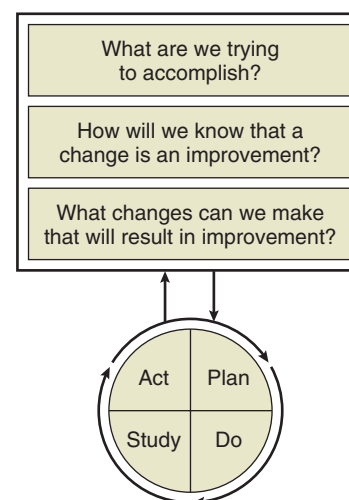 What are we trying
to accomplish?
How will we know that a
change is an improvement?
What changes can we make
that will result in improvement?
Act
Plan
Study
Do